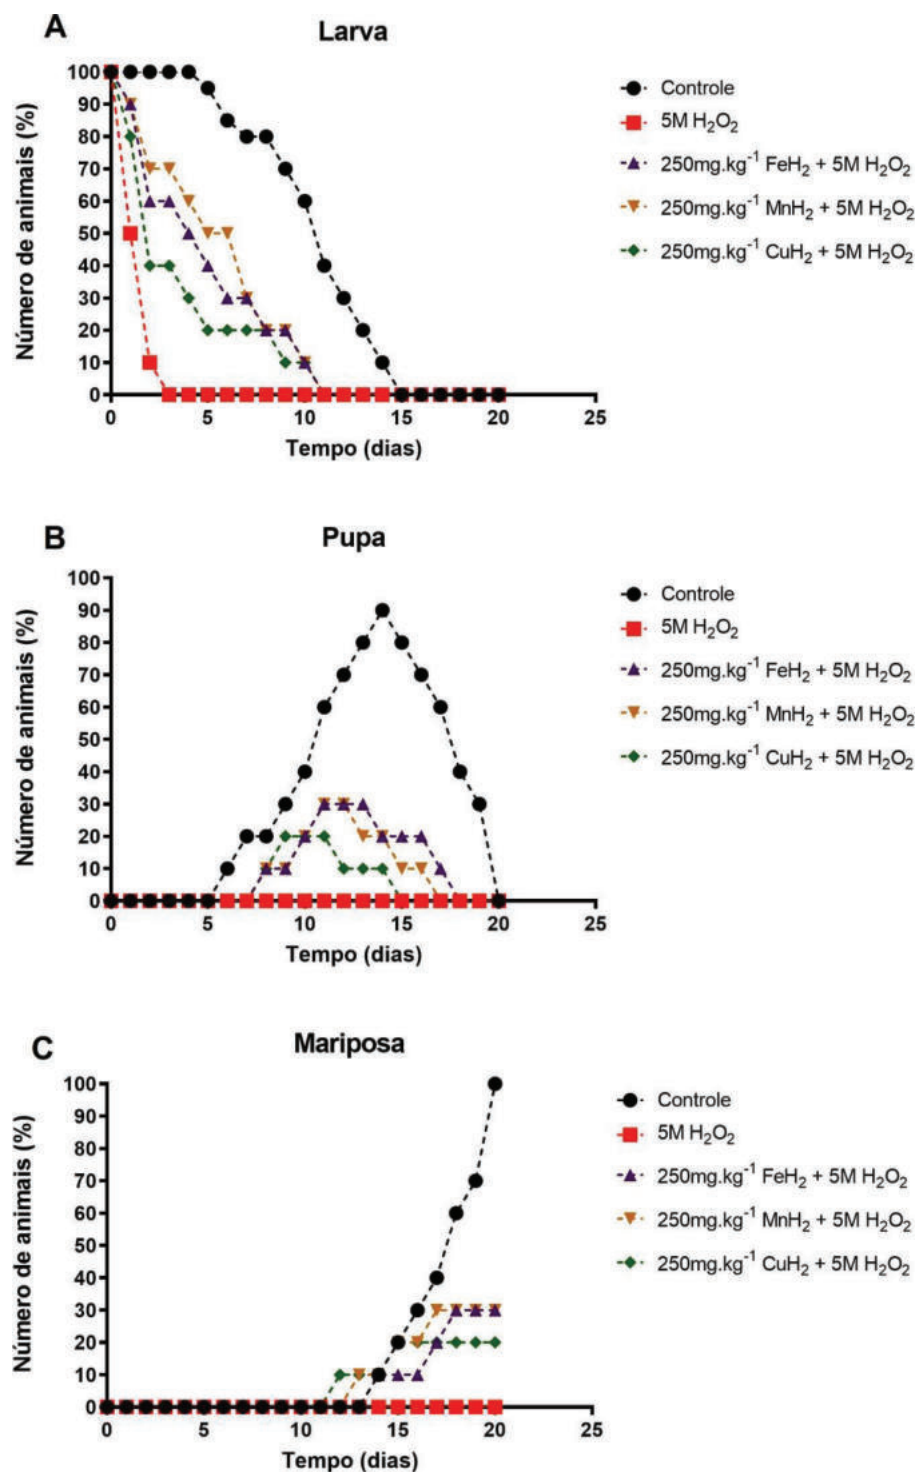 A
Larva
Número de animais (%)
100
90
80
70
60
50
40
30
20
10
0
0 5 10 15 20 25
Tempo (dias)
Controle
5M H₂O₂
250mg.kg⁻¹ FeH₂ + 5M H₂O₂
250mg.kg⁻¹ MnH₂ + 5M H₂O₂
250mg.kg⁻¹ CuH₂ + 5M H₂O₂
B
Pupa
Número de animais (%)
100
90
80
70
60
50
40
30
20
10
0
0 5 10 15 20 25
Tempo (dias)
Controle
5M H₂O₂
250mg.kg⁻¹ FeH₂ + 5M H₂O₂
250mg.kg⁻¹ MnH₂ + 5M H₂O₂
250mg.kg⁻¹ CuH₂ + 5M H₂O₂
C
Mariposa
Número de animais (%)
100
90
80
70
60
50
40
30
20
10
0
0 5 10 15 20 25
Tempo (dias)
Controle
5M H₂O₂
250mg.kg⁻¹ FeH₂ + 5M H₂O₂
250mg.kg⁻¹ MnH₂ + 5M H₂O₂
250mg.kg⁻¹ CuH₂ + 5M H₂O₂